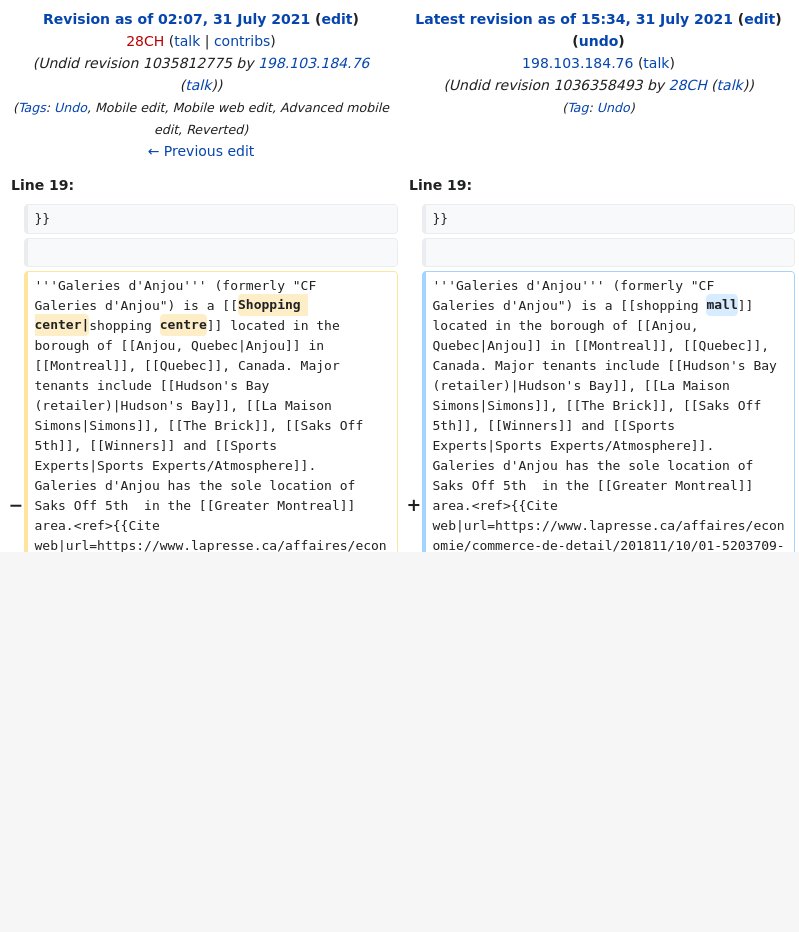 Revision as of 02:07, 31 July 2021 (edit)
28CH (talk | contribs)
(Undid revision 1035812775 by 198.103.184.76
(talk))
(Tags: Undo, Mobile edit, Mobile web edit, Advanced mobile
edit, Reverted)
← Previous edit
Latest revision as of 15:34, 31 July 2021 (edit)
(undo)
198.103.184.76 (talk)
(Undid revision 1036358493 by 28CH (talk))
(Tag: Undo)
Line 19:
Line 19:
}}
}}
'''Galeries d'Anjou''' (formerly "CF
Galeries d'Anjou") is a [[Shopping
center|shopping centre]] located in the
borough of [[Anjou, Quebec|Anjou]] in
[[Montreal]], [[Quebec]], Canada. Major
tenants include [[Hudson's Bay
(retailer)|Hudson's Bay]], [[La Maison
Simons|Simons]], [[The Brick]], [[Saks Off
5th]], [[Winners]] and [[Sports
Experts|Sports Experts/Atmosphere]].
Galeries d'Anjou has the sole location of
− Saks Off 5th  in the [[Greater Montreal]]
area.<ref>{{Cite
web|url=https://www.lapresse.ca/affaires/econ
'''Galeries d'Anjou''' (formerly "CF
Galeries d'Anjou") is a [[shopping mall]]
located in the borough of [[Anjou,
Quebec|Anjou]] in [[Montreal]], [[Quebec]],
Canada. Major tenants include [[Hudson's Bay
(retailer)|Hudson's Bay]], [[La Maison
Simons|Simons]], [[The Brick]], [[Saks Off
5th]], [[Winners]] and [[Sports
Experts|Sports Experts/Atmosphere]].
Galeries d'Anjou has the sole location of
Saks Off 5th  in the [[Greater Montreal]]
+ area.<ref>{{Cite
web|url=https://www.lapresse.ca/affaires/econ
omie/commerce-de-detail/201811/10/01-5203709-